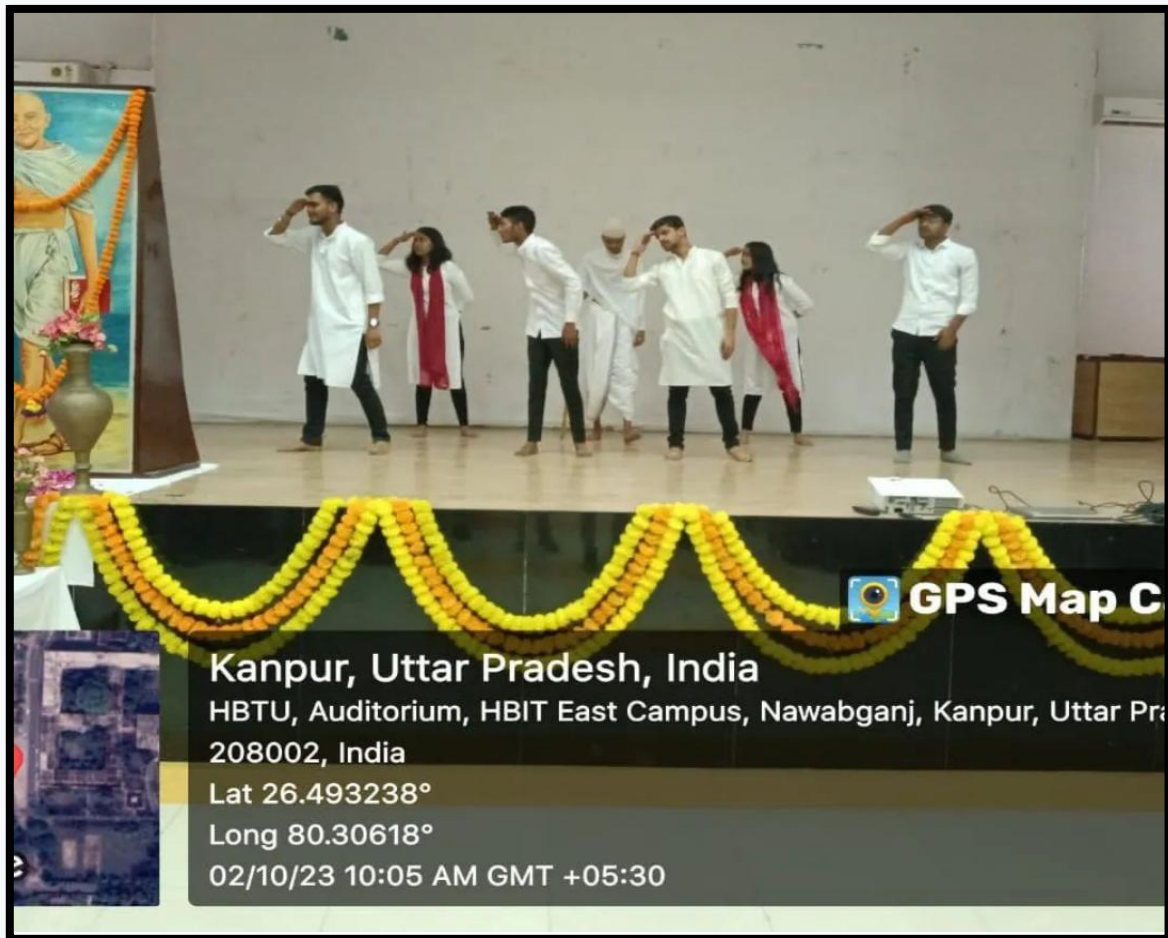 GPS Map C
Kanpur, Uttar Pradesh, India
HBTU, Auditorium, HBIT East Campus, Nawabganj, Kanpur, Uttar Pra
208002, India
Lat 26.493238°
Long 80.30618°
02/10/23 10:05 AM GMT +05:30